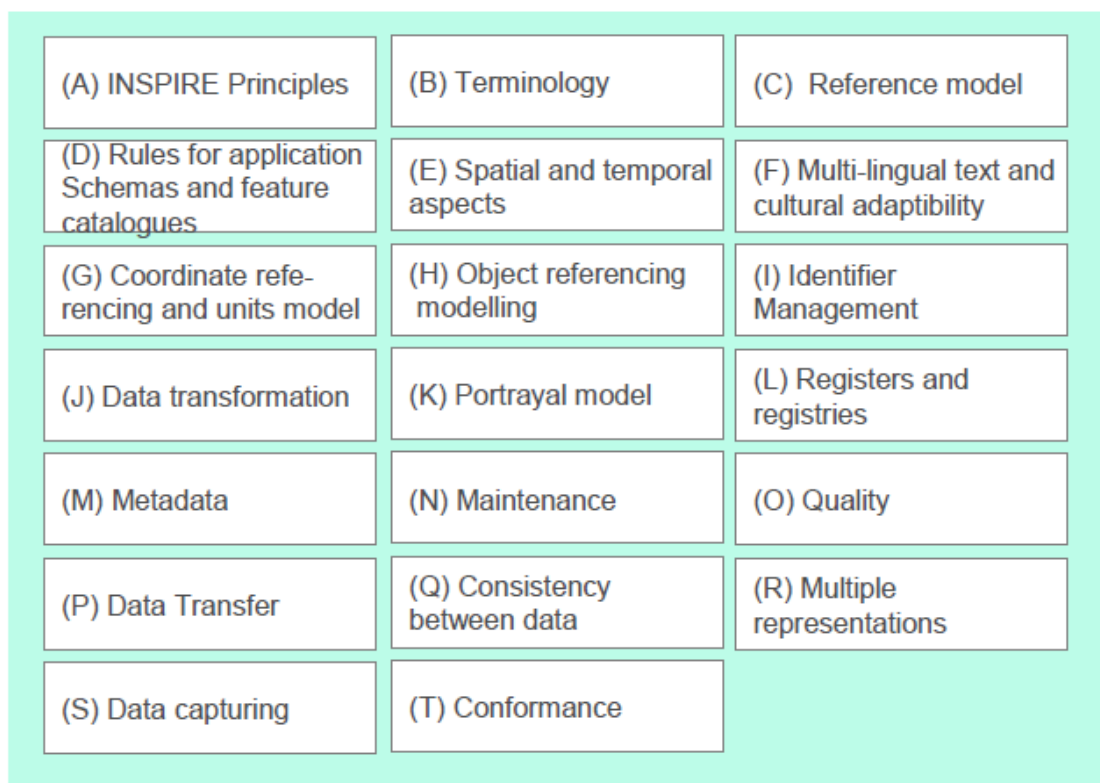 (A) INSPIRE Principles
(B) Terminology
(C) Reference model
(D) Rules for application
Schemas and feature
catalogues
(E) Spatial and temporal
aspects
(F) Multi-lingual text and
cultural adaptibility
(G) Coordinate refe-
rencing and units model
(H) Object referencing
modelling
(I) Identifier
Management
(J) Data transformation
(K) Portrayal model
(L) Registers and
registries
(M) Metadata
(N) Maintenance
(O) Quality
(P) Data Transfer
(Q) Consistency
between data
(R) Multiple
representations
(S) Data capturing
(T) Conformance